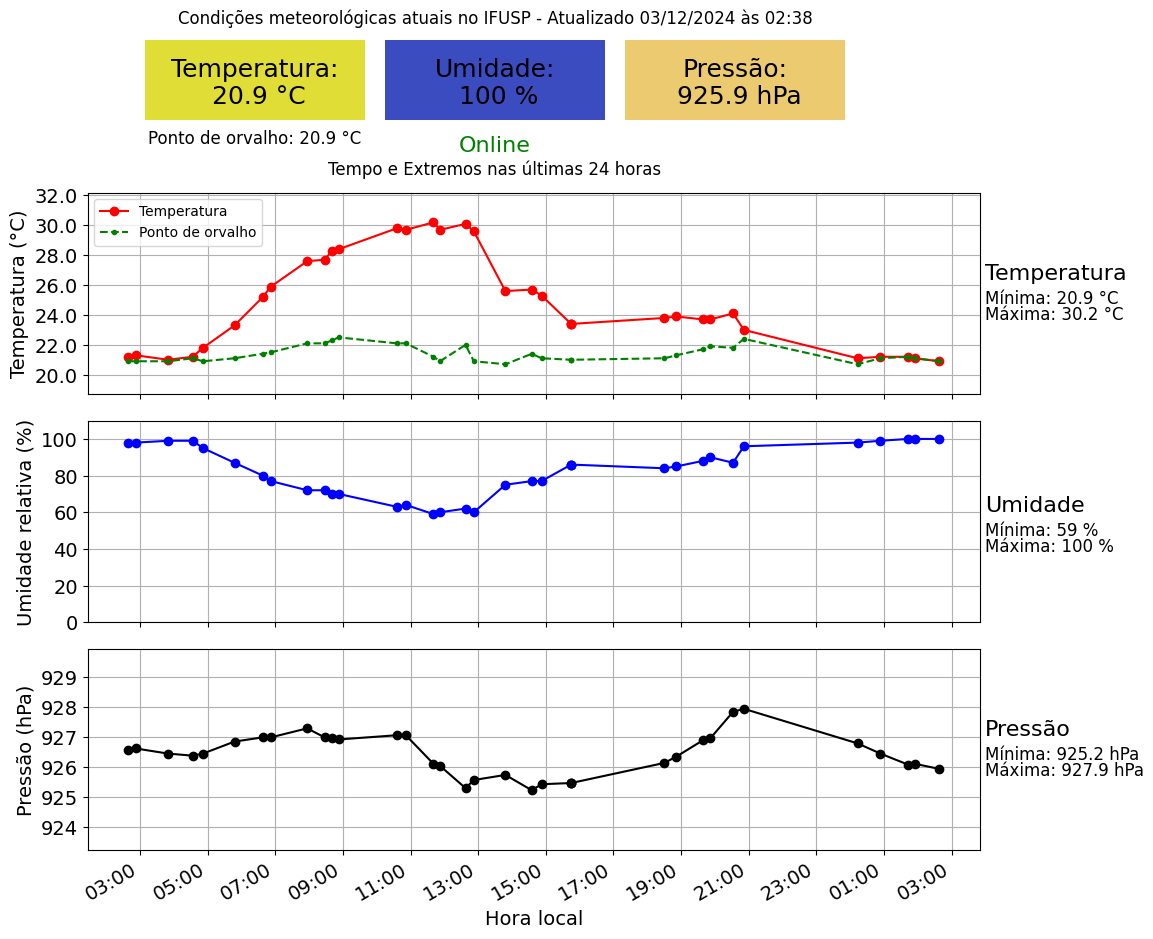 Condições meteorológicas atuais no IFUSP - Atualizado 03/12/2024 às 02:38
Temperatura:
20.9 °C
Umidade:
100 %
Pressão:
925.9 hPa
Ponto de orvalho: 20.9 °C
Online
Tempo e Extremos nas últimas 24 horas
Temperatura (°C)
32.0
30.0
28.0
26.0
24.0
22.0
20.0
Temperatura
Ponto de orvalho
Temperatura
Mínima: 20.9 °C
Máxima: 30.2 °C
Umidade relativa (%)
100
80
60
40
20
0
Umidade
Mínima: 59 %
Máxima: 100 %
Pressão (hPa)
929
928
927
926
925
924
Pressão
Mínima: 925.2 hPa
Máxima: 927.9 hPa
03:00 05:00 07:00 09:00 11:00 13:00 15:00 17:00 19:00 21:00 23:00 01:00 03:00
Hora local